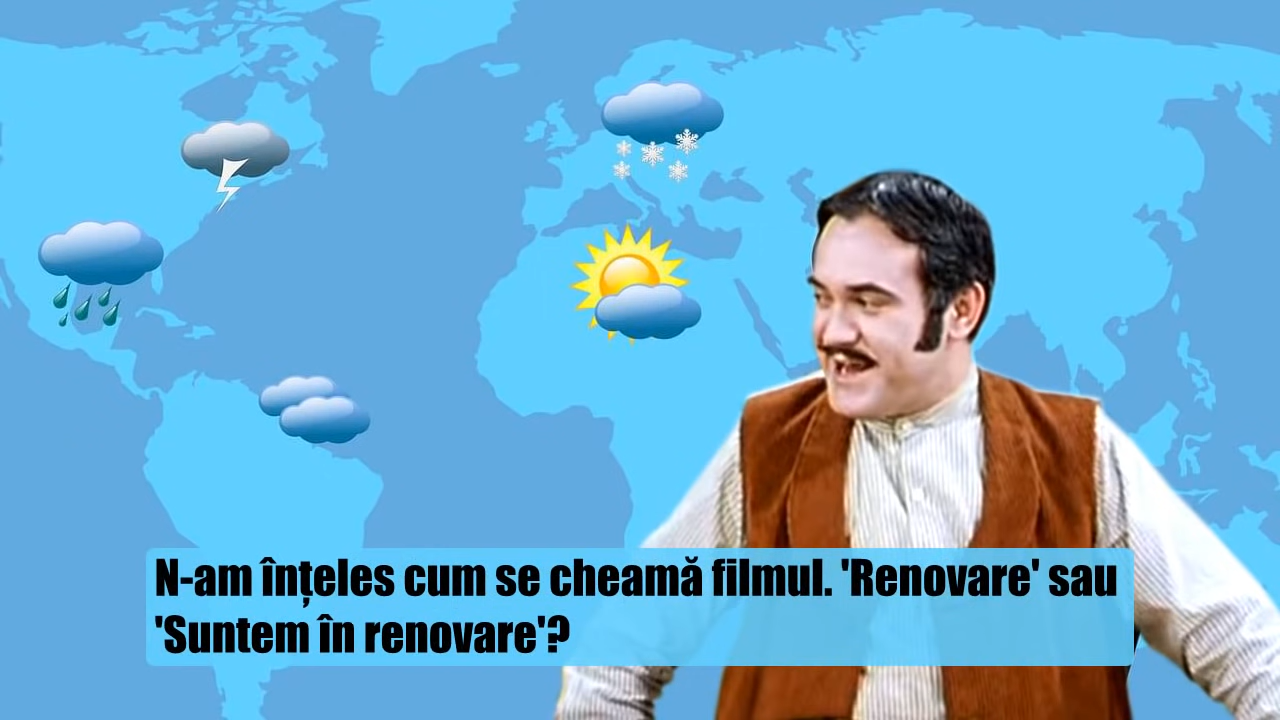 N-am înțeles cum se cheamă filmul. 'Renovare' sau
'Suntem în renovare'?